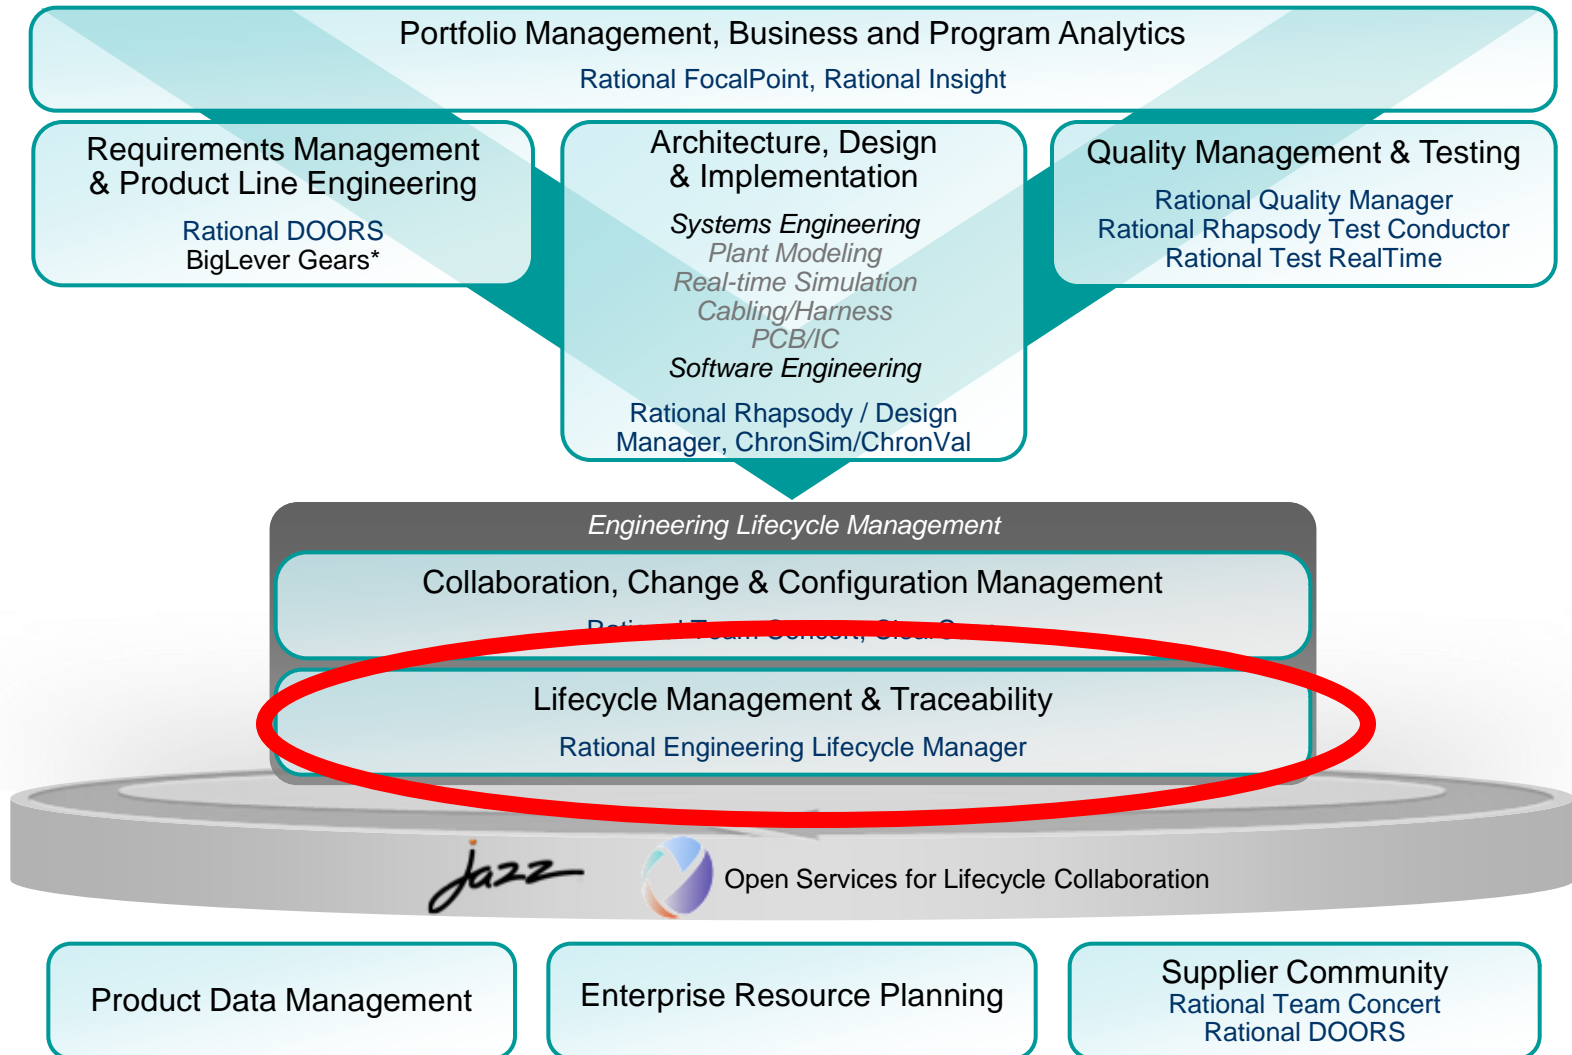 Portfolio Management, Business and Program Analytics
Rational FocalPoint, Rational Insight
Requirements Management
& Product Line Engineering
Rational DOORS
BigLever Gears*
Architecture, Design
& Implementation
Systems Engineering
Plant Modeling
Real-time Simulation
Cabling/Harness
PCB/IC
Software Engineering
Rational Rhapsody / Design
Manager, ChronSim/ChronVal
Quality Management & Testing
Rational Quality Manager
Rational Rhapsody Test Conductor
Rational Test RealTime
Engineering Lifecycle Management
Collaboration, Change & Configuration Management
Rational Team Concert,
Lifecycle Management & Traceability
Rational Engineering Lifecycle Manager
jazz
Open Services for Lifecycle Collaboration
Product Data Management
Enterprise Resource Planning
Supplier Community
Rational Team Concert
Rational DOORS